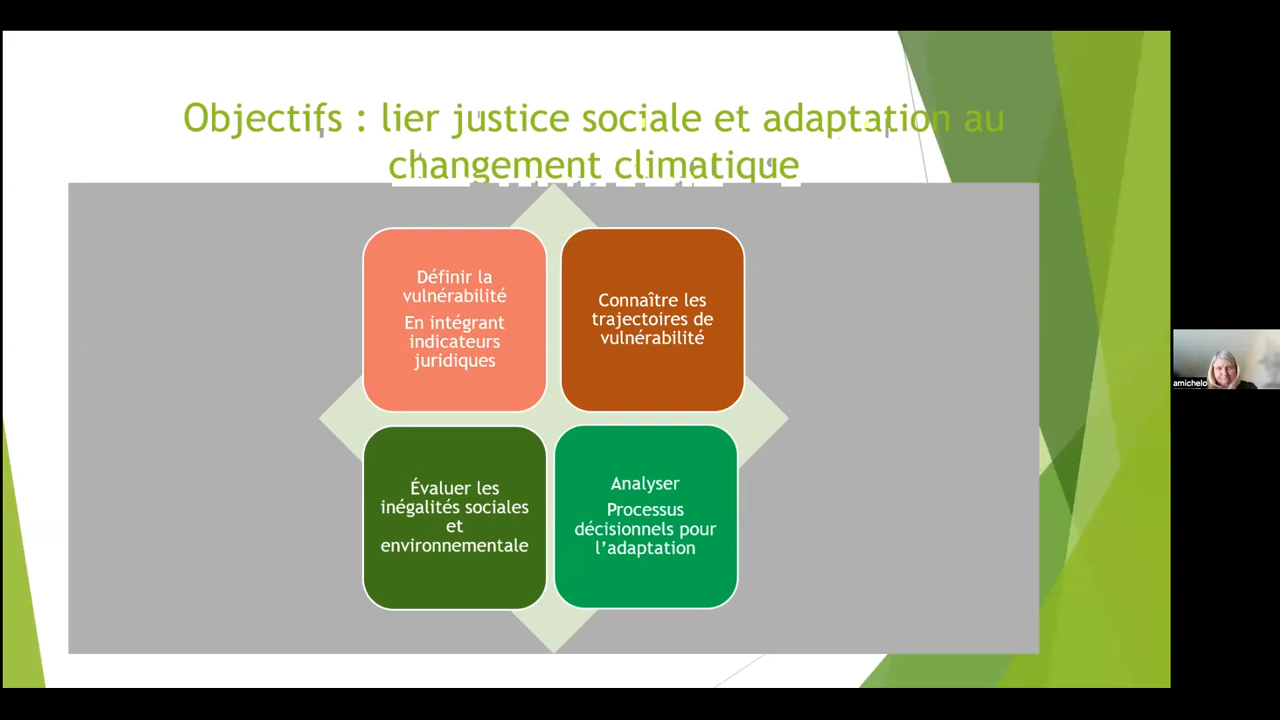 Objectifs : lier justice sociale et adaptation au
changement climatique
Définir la
vulnérabilité
En intégrant
indicateurs
juridiques
Connaître les
trajectoires de
vulnérabilité
Évaluer les
inégalités sociales
et
environnementale
Analyser
Processus
décisionnels pour
l’adaptation
amichelo